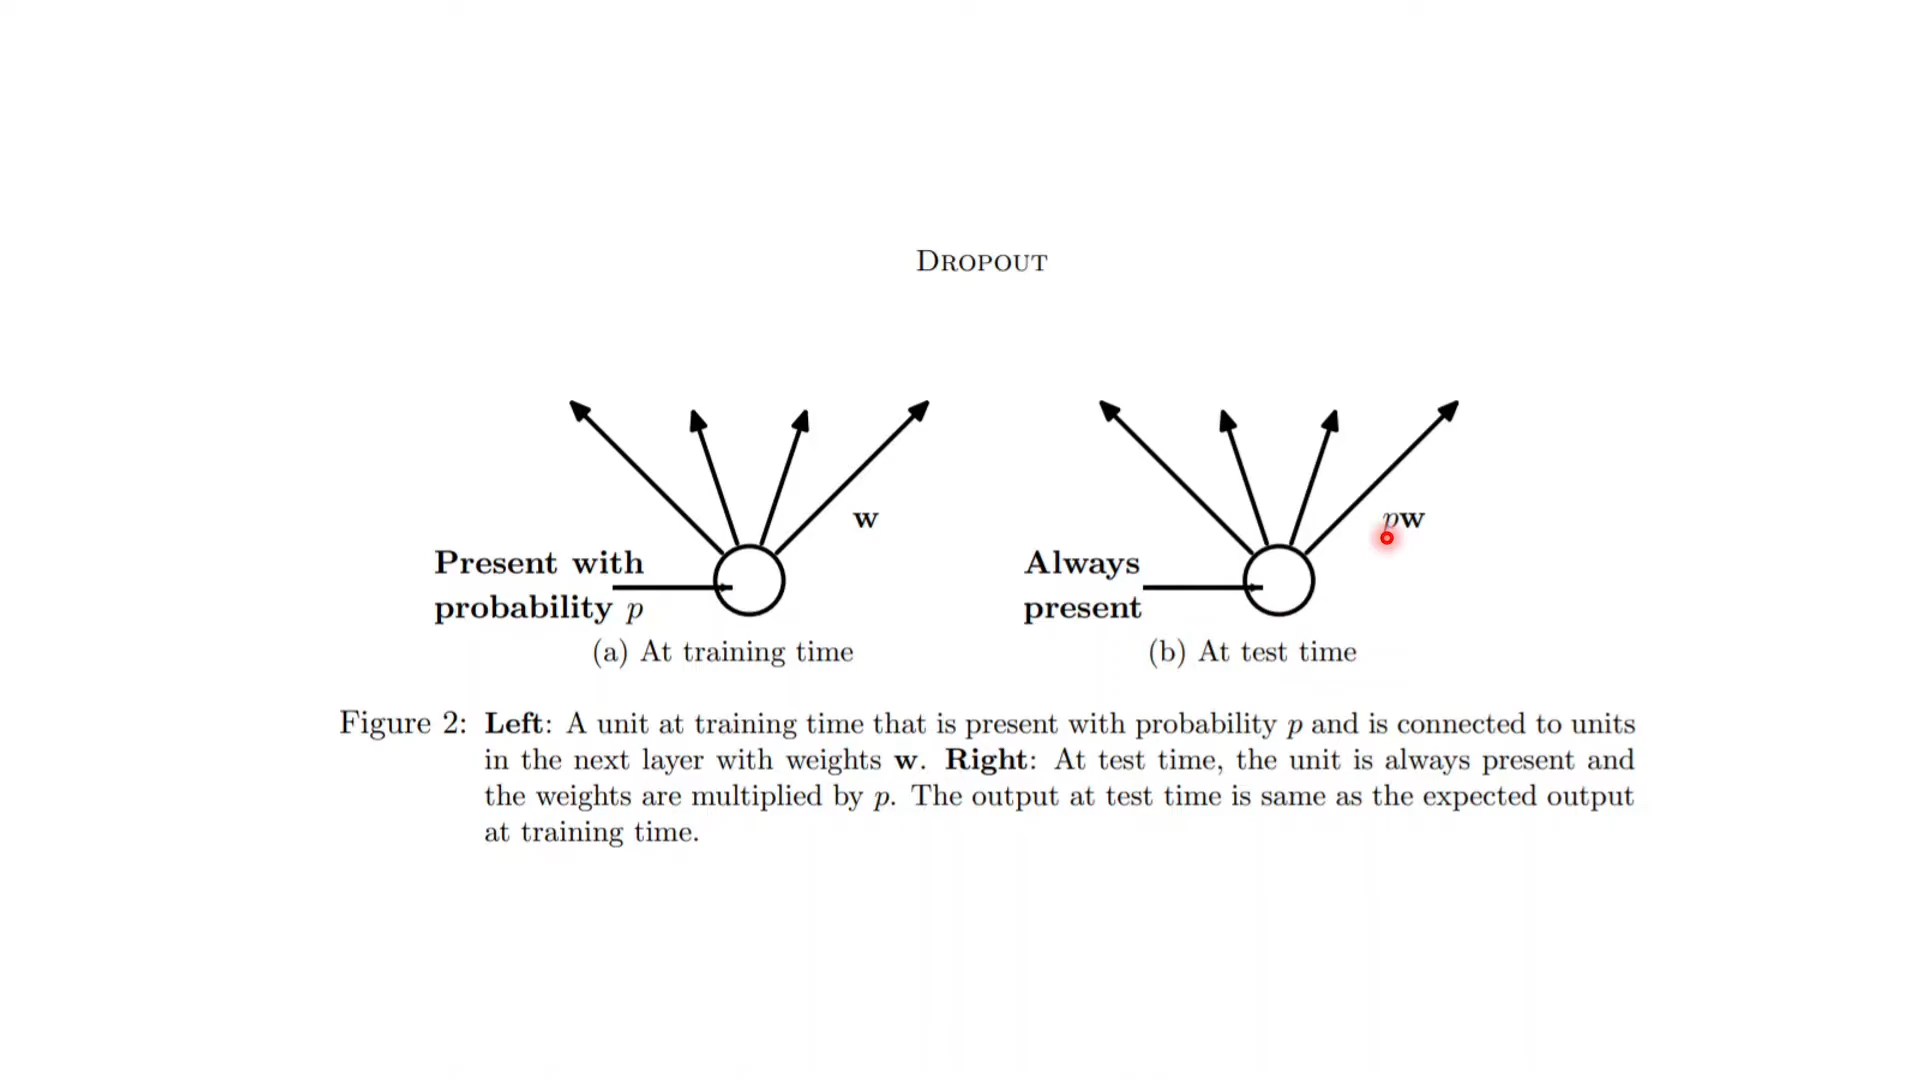 DROPOUT
w
pw
Present with
probability p
Always
present
(a) At training time
(b) At test time
Figure 2: Left: A unit at training time that is present with probability p and is connected to units
in the next layer with weights w. Right: At test time, the unit is always present and
the weights are multiplied by p. The output at test time is same as the expected output
at training time.